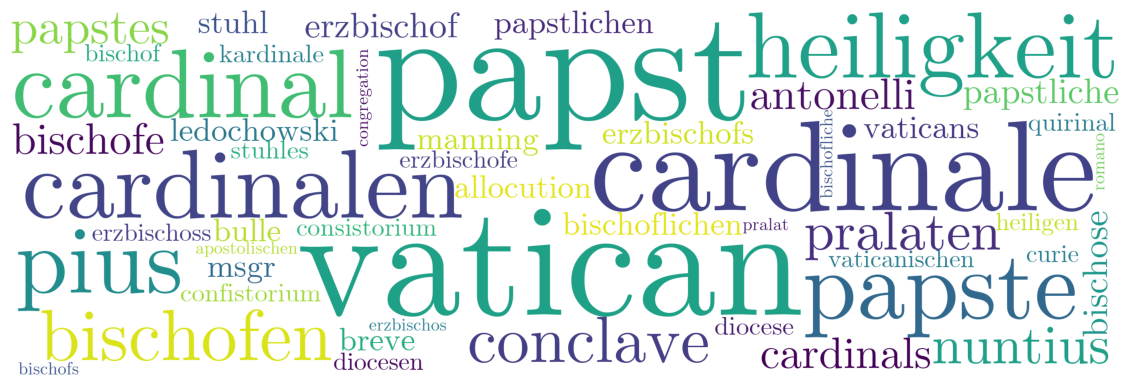 papstes
stuhl
erzbischof
papstlichen
bischof
kardinale
heiligkeit
cardinal
papst
congregation
antonelli
papstliche
bischofe
ledochowski
manning
erzbischofs
bischofliche
vaticans
quirinal
stuhles
erzbischofe
romano
cardinalen
allocution
cardinale
erzbischoss
bulle
consistorium
bischoflichen
pralat
pralaten
heiligen
bischose
apostolischen
pius
msgr
vatican
vaticanischen
curie
confistorium
papste
bischofen
erzbischos
breve
conclave
diocese
diocesen
cardinals
nuntius
bischofs